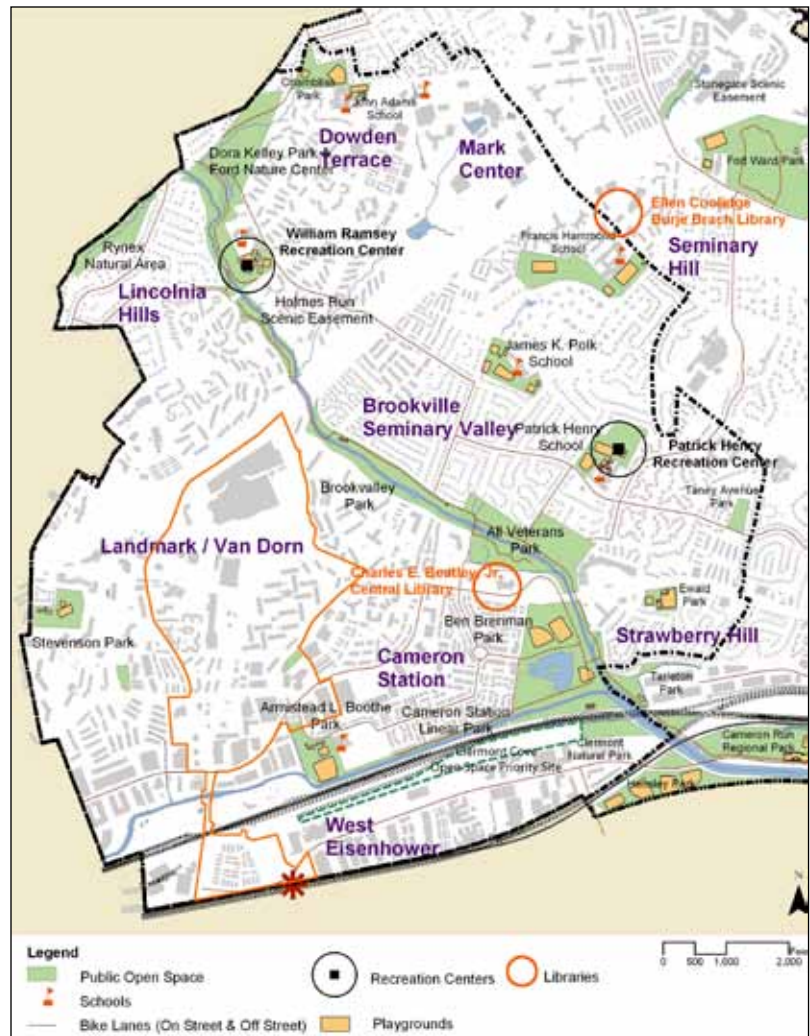 Stonegate Scenic
Easement
Park
John Adams
School
Dowden
Terrace
Mark
Center
Fort Ward Park
Dora Kelley Park
Ford Nature Center
Ellen Coolidge
Burje Brach Library
William Ramsey
Recreation Center
Francis Hammond
School
Seminary
Hill
Rynex
Natural Area
Lincolnia
Hills
Holmes Run
Scenic Easement
James K. Polk
School
Brookville
Seminary Valley
Patrick Henry
School
Patrick Henry
Recreation Center
Taney Avenue
Park
Brookvalley
Park
All Veterans
Park
Landmark / Van Dorn
Charles E. Beatley, Jr.
Central Library
Ewald
Park
Ben Brenman
Park
Stevenson Park
Strawberry Hill
Cameron
Station
Tarleton
Park
Armistead L. Boothe
Park
Cameron Station
Linear Park
Cameron Run
Regional Park
Clermont Cove
Open Space Priority Site
Clermont
Natural Park
West
Eisenhower
N
Legend
Public Open Space
Schools
Bike Lanes (On Street & Off Street)
Recreation Centers
Playgrounds
Libraries
0 500 1,000 2,000